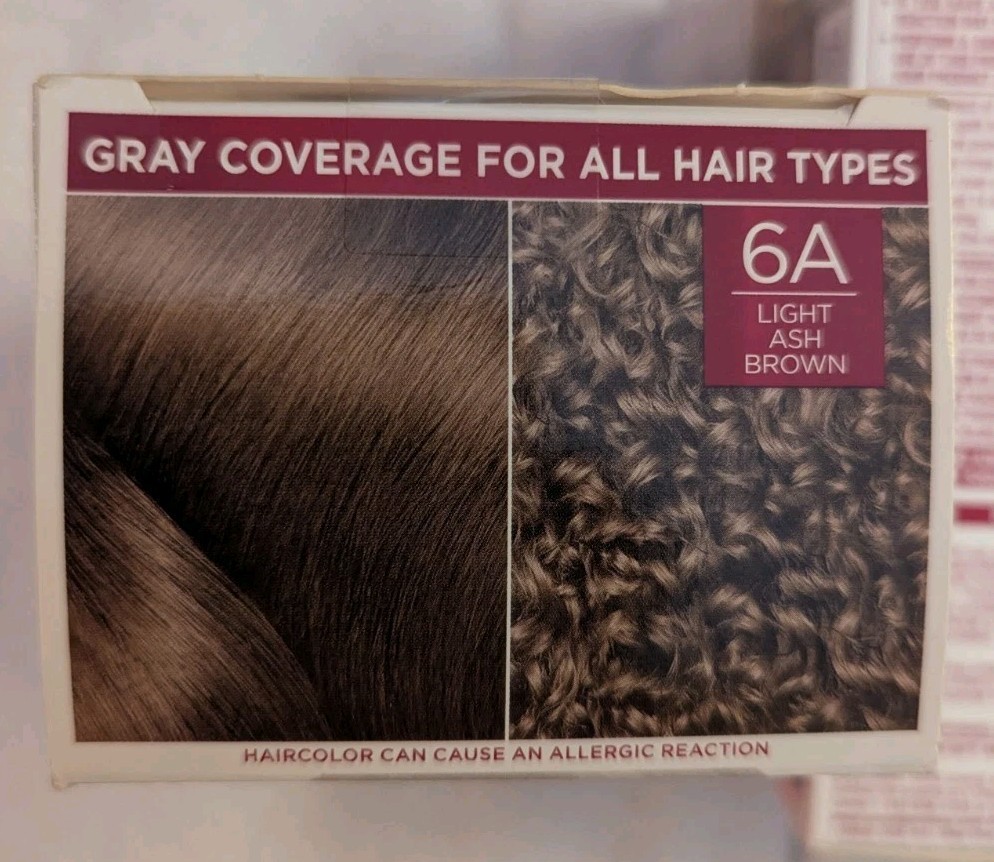 GRAY COVERAGE FOR ALL HAIR TYPES
6A
LIGHT
ASH
BROWN
HAIRCOLOR CAN CAUSE AN ALLERGIC REACTION